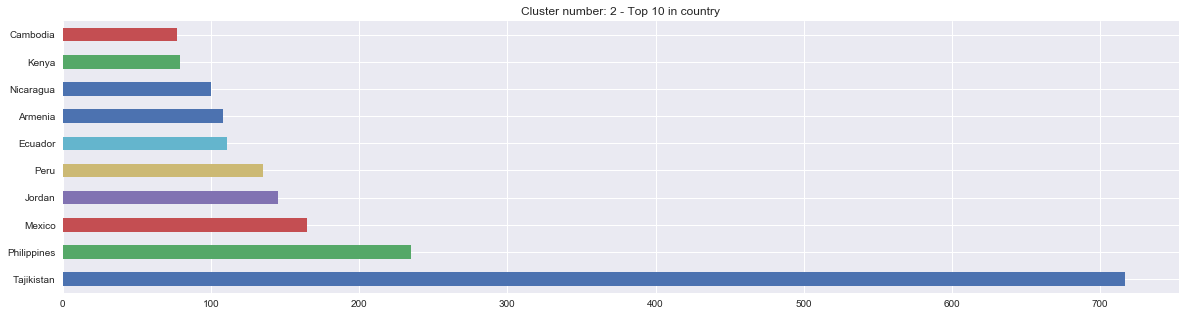 Cluster number: 2 - Top 10 in country
Cambodia
Kenya
Nicaragua
Armenia
Ecuador
Peru
Jordan
Mexico
Philippines
Tajikistan
0 100 200 300 400 500 600 700